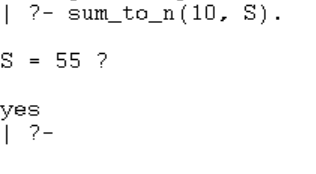 | ?- sum_to_n(10, S).
S = 55 ?
yes
| ?-